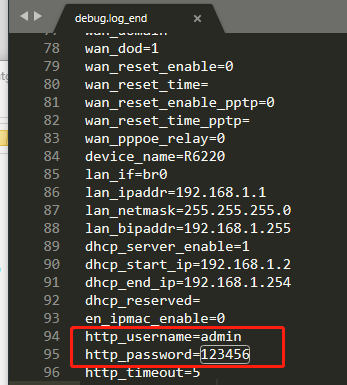 debug.log_end
77 wan_domain=
78 wan_dod=1
79 wan_reset_enable=0
80 wan_reset_time=
81 wan_reset_enable_pptp=0
82 wan_reset_time_pptp=
83 wan_pppoe_relay=0
84 device_name=R6220
85 lan_if=br0
86 lan_ipaddr=192.168.1.1
87 lan_netmask=255.255.255.0
88 lan_bipaddr=192.168.1.255
89 dhcp_server_enable=1
90 dhcp_start_ip=192.168.1.2
91 dhcp_end_ip=192.168.1.254
92 dhcp_reserved=
93 en_ipmac_enable=0
94 http_username=admin
95 http_password=123456
96 http_timeout=5